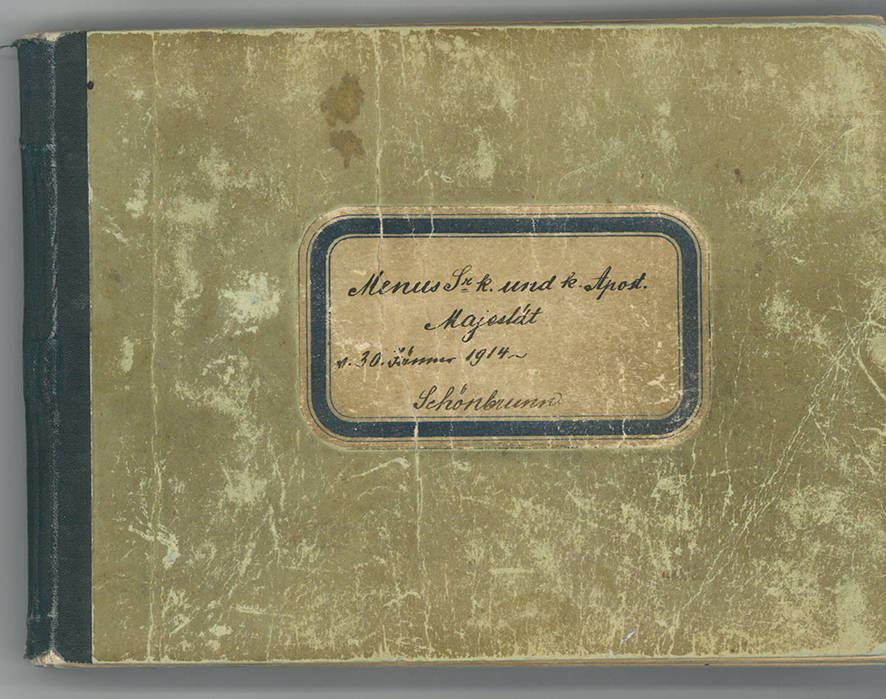 Menus Sr k. und k. Apost.
Majestät
v. 30. Jänner 1914
Schönbrunn